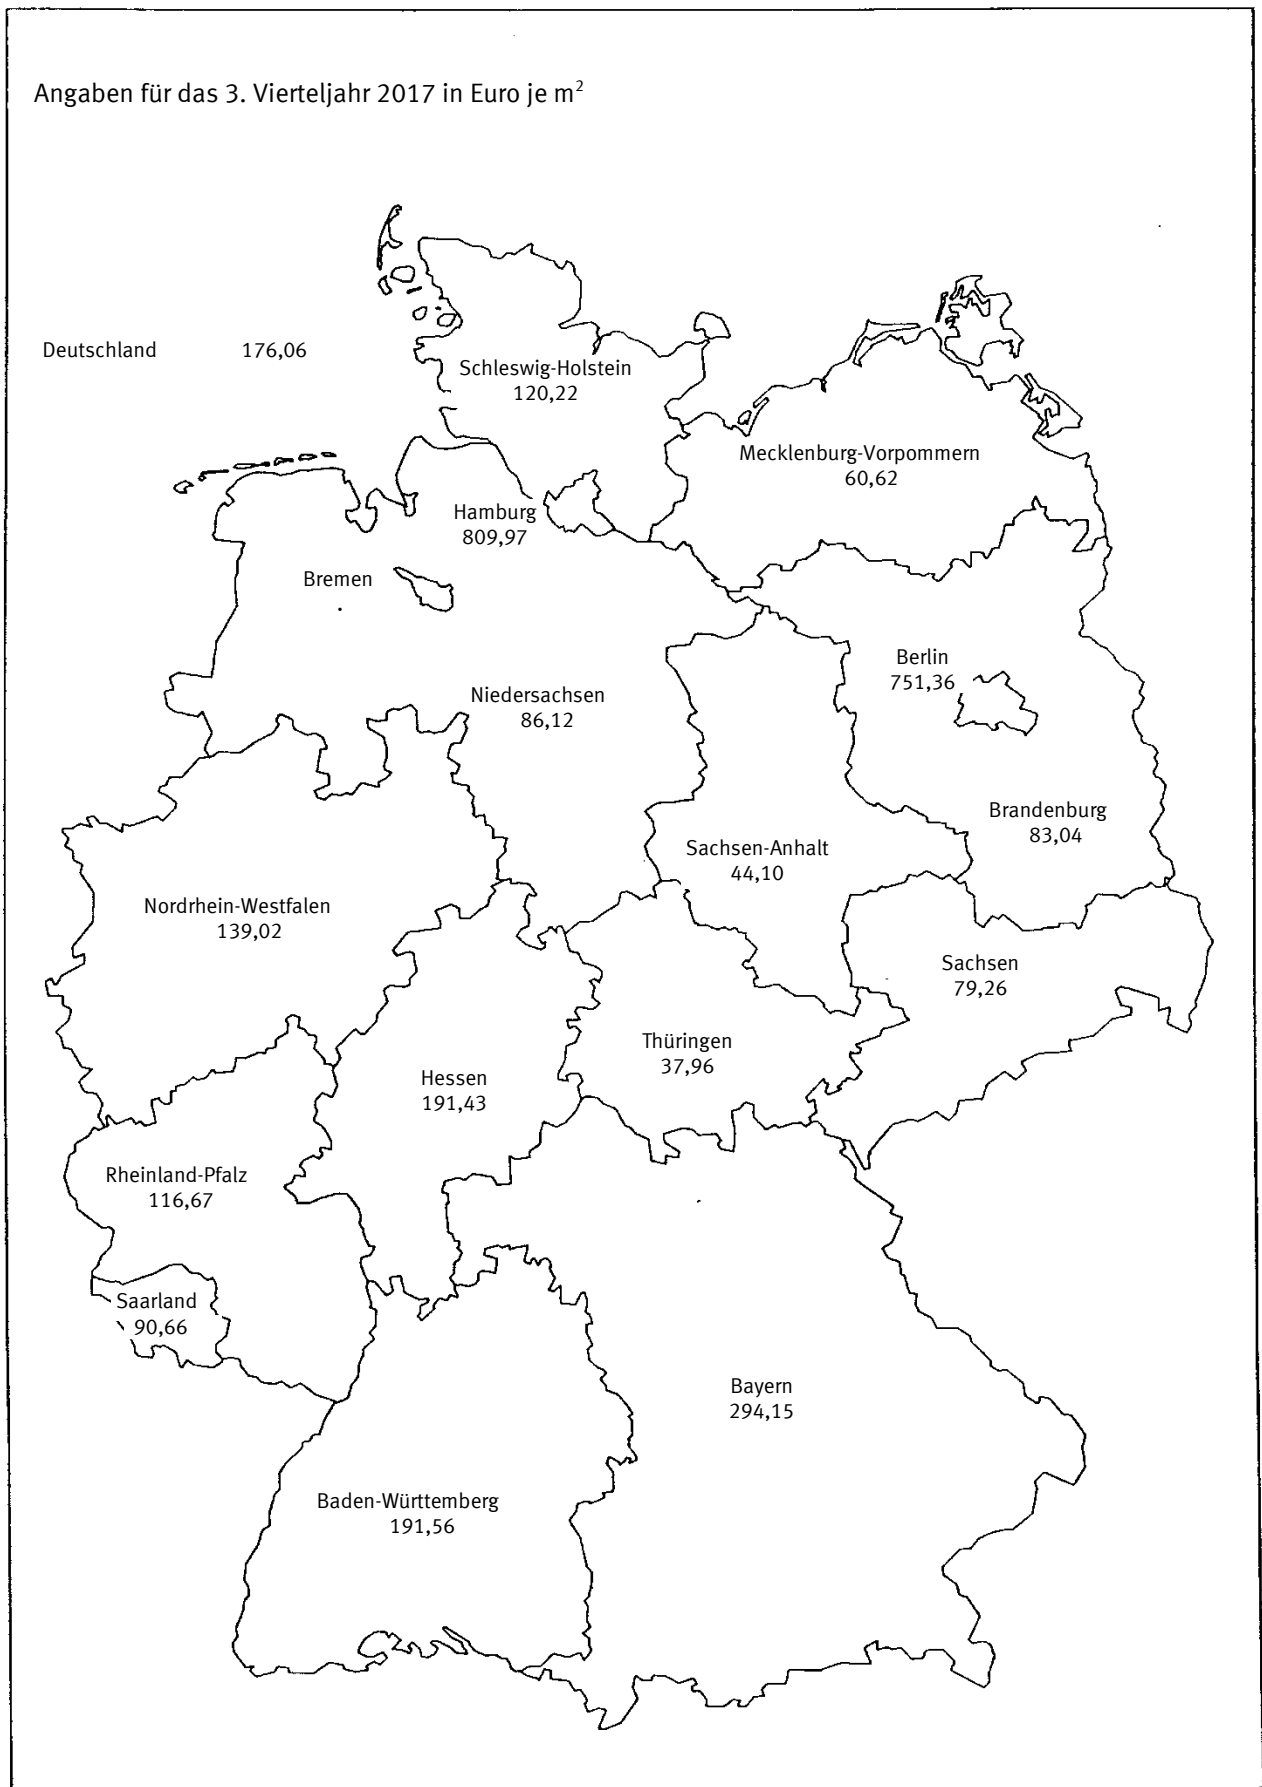 Angaben für das 3. Vierteljahr 2017 in Euro je m²
Deutschland 176,06
Schleswig-Holstein
120,22
Mecklenburg-Vorpommern
60,62
Hamburg
809,97
Bremen
.
Berlin
751,36
Niedersachsen
86,12
Brandenburg
83,04
Sachsen-Anhalt
44,10
Nordrhein-Westfalen
139,02
Sachsen
79,26
Thüringen
37,96
Hessen
191,43
Rheinland-Pfalz
116,67
Saarland
90,66
Bayern
294,15
Baden-Württemberg
191,56